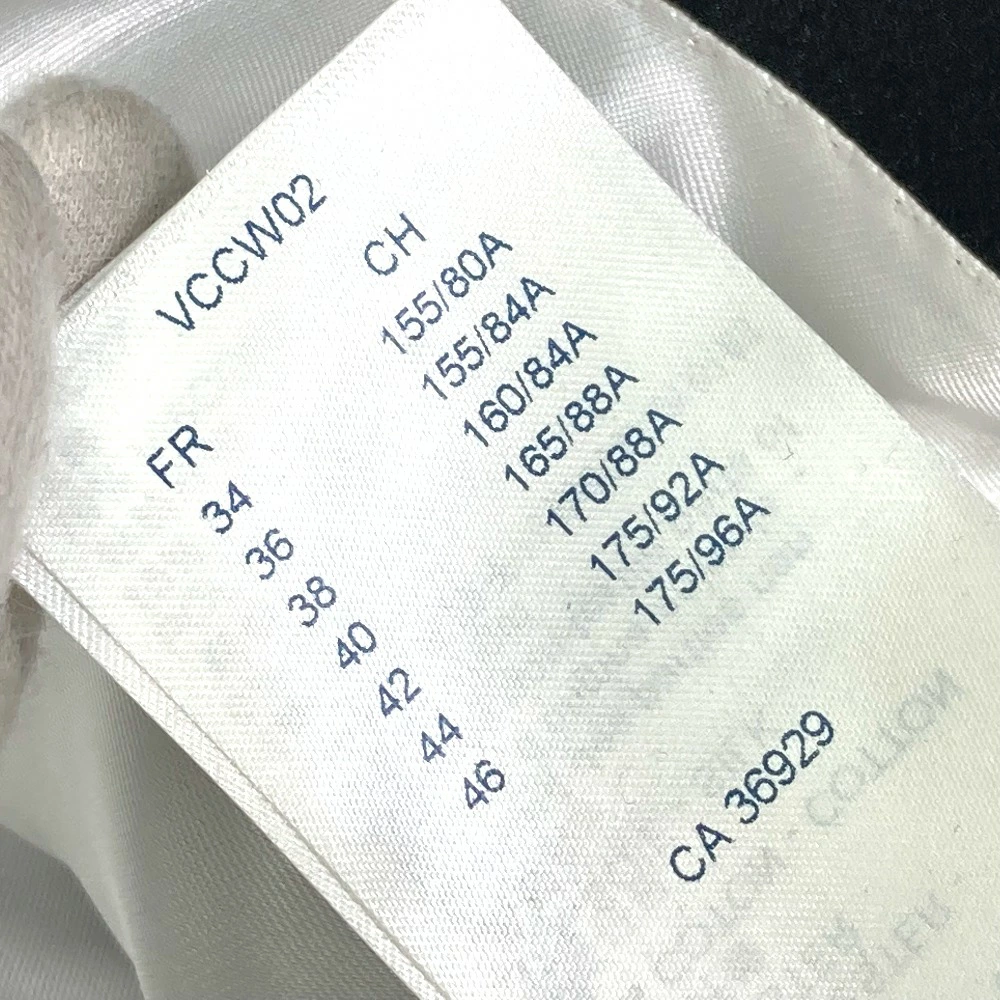 VCCW02
FR CH
34 155/80A
36 155/84A
38 160/84A
40 165/88A
42 170/88A
44 175/92A
46 175/96A
CA 36929
COTTON